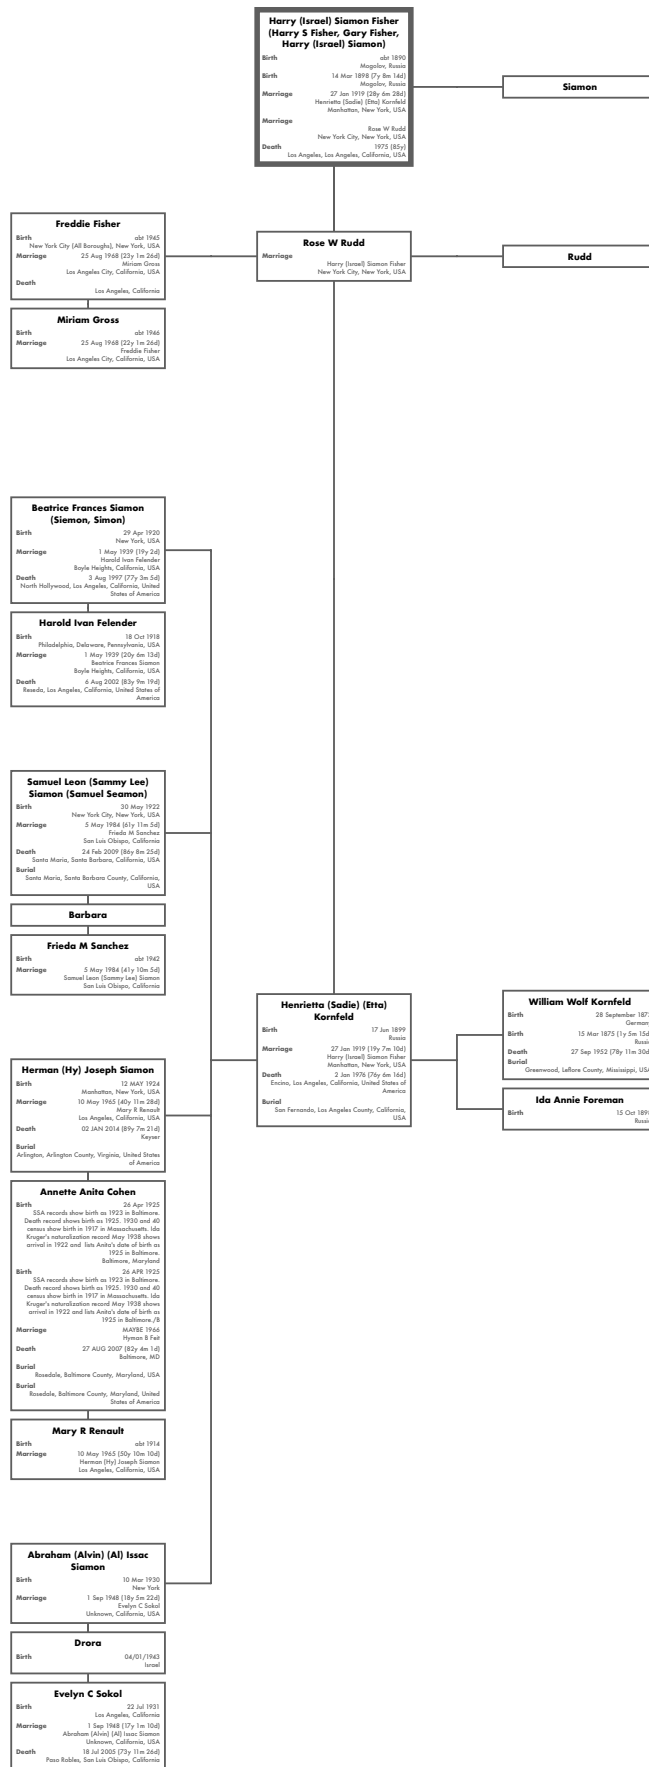 Harry (Israel) Siamon Fisher
(Harry S Fisher, Gary Fisher,
Harry (Israel) Siamon)
Birth abt 1890
Mogolov, Russia
Birth 14 Mar 1898 (7y 8m 14d)
Mogolov, Russia
Marriage 27 Jan 1919 (28y 6m 28d)
Henrietta (Sadie) (Etta) Kornfeld
Manhattan, New York, USA
Marriage
Rose W Rudd
New York City, New York, USA
Death 1975 (85y)
Los Angeles, Los Angeles, California, USA
Siamon
Freddie Fisher
Birth abt 1945
New York City (All Boroughs), New York, USA
Marriage 25 Aug 1968 (23y 1m 26d)
Miriam Gross
Los Angeles City, California, USA
Death
Los Angeles, California
Rose W Rudd
Marriage
Harry (Israel) Siamon Fisher
New York City, New York, USA
Rudd
Miriam Gross
Birth abt 1946
Marriage 25 Aug 1968 (22y 1m 26d)
Freddie Fisher
Los Angeles City, California, USA
Beatrice Frances Siamon
(Siemon, Simon)
Birth 29 Apr 1920
New York, USA
Marriage 1 May 1939 (19y 2d)
Harold Ivan Felender
Boyle Heights, California, USA
Death 3 Aug 1997 (77y 3m 5d)
North Hollywood, Los Angeles, California, United
States of America
Harold Ivan Felender
Birth 18 Oct 1918
Philadelphia, Delaware, Pennsylvania, USA
Marriage 1 May 1939 (20y 6m 13d)
Beatrice Frances Siamon
Boyle Heights, California, USA
Death 6 Aug 2002 (83y 9m 19d)
Reseda, Los Angeles, California, United States of
America
Samuel Leon (Sammy Lee)
Siamon (Samuel Seamon)
Birth 30 May 1922
New York City, New York, USA
Marriage 5 May 1984 (61y 11m 5d)
Frieda M Sanchez
San Luis Obispo, California
Death 24 Feb 2009 (86y 8m 25d)
Santa Maria, Santa Barbara, California, USA
Burial
Santa Maria, Santa Barbara County, California,
USA
Barbara
Frieda M Sanchez
Birth abt 1942
Marriage 5 May 1984 (41y 10m 5d)
Samuel Leon (Sammy Lee) Siamon
San Luis Obispo, California
Henrietta (Sadie) (Etta)
Kornfeld
Birth 17 Jun 1899
Russia
Marriage 27 Jan 1919 (19y 7m 10d)
Harry (Israel) Siamon Fisher
Manhattan, New York, USA
Death 2 Jan 1976 (76y 6m 16d)
Encino, Los Angeles, California, United States of
America
Burial
San Fernando, Los Angeles County, California,
USA
William Wolf Kornfeld
Birth 28 September 187
German
Birth 15 Mar 1875 (1y 5m 15d
Russi
Death 27 Sep 1952 (78y 11m 30d
Burial
Greenwood, Leflore County, Mississippi, USA
Ida Annie Foreman
Birth 15 Oct 189
Russi
Herman (Hy) Joseph Siamon
Birth 12 MAY 1924
Manhattan, New York, USA
Marriage 10 May 1965 (40y 11m 28d)
Mary R Renault
Los Angeles, California, USA
Death 02 JAN 2014 (89y 7m 21d)
Keyser
Burial
Arlington, Arlington County, Virginia, United States
of America
Annette Anita Cohen
Birth 26 Apr 1925
SSA records show birth as 1923 in Baltimore.
Death record shows birth as 1925. 1930 and 40
census show birth in 1917 in Massachusetts. Ida
Kruger's naturalization record May 1938 shows
arrival in 1922 and lists Anita's date of birth as
1925 in Baltimore.
Baltimore, Maryland
Birth 26 APR 1925
SSA records show birth as 1923 in Baltimore.
Death record shows birth as 1925. 1930 and 40
census show birth in 1917 in Massachusetts. Ida
Kruger's naturalization record May 1938 shows
arrival in 1922 and lists Anita's date of birth as
1925 in Baltimore./B
Marriage MAYBE 1966
Hyman B Feit
Death 27 AUG 2007 (82y 4m 1d)
Baltimore, MD
Burial
Rosedale, Baltimore County, Maryland, USA
Burial
Rosedale, Baltimore County, Maryland, United
States of America
Mary R Renault
Birth abt 1914
Marriage 10 May 1965 (50y 10m 10d)
Herman (Hy) Joseph Siamon
Los Angeles, California, USA
Abraham (Alvin) (Al) Issac
Siamon
Birth 10 Mar 1930
New York
Marriage 1 Sep 1948 (18y 5m 22d)
Evelyn C Sokol
Unknown, California, USA
Drora
Birth 04/01/1943
Israel
Evelyn C Sokol
Birth 22 Jul 1931
Los Angeles, California
Marriage 1 Sep 1948 (17y 1m 10d)
Abraham (Alvin) (Al) Issac Siamon
Unknown, California, USA
Death 18 Jul 2005 (73y 11m 26d)
Paso Robles, San Luis Obispo, California